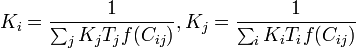 K_i = \frac{1}{\sum_j K_j T_j f(C_{ij})}, K_j = \frac{1}{\sum_i K_i T_i f(C_{ij})}